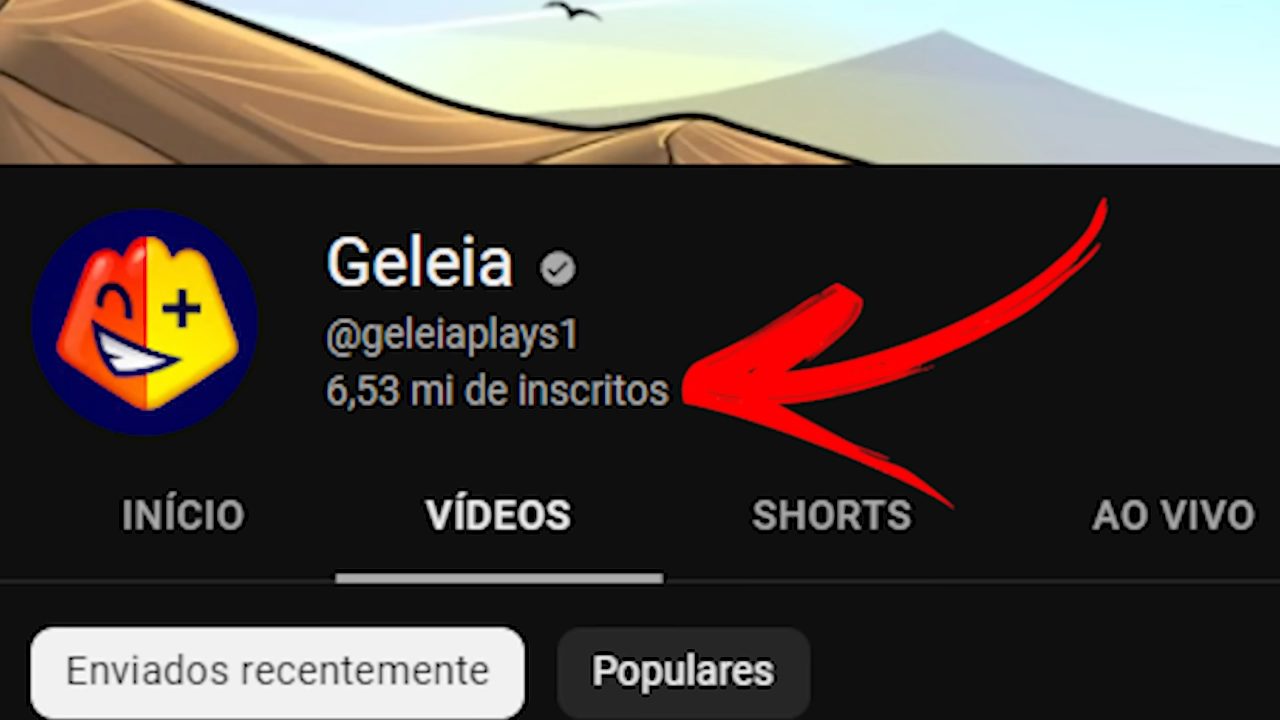 Geleia
@geleiaplays1
6,53 mi de inscritos
INÍCIO VÍDEOS SHORTS AO VIVO
Enviados recentemente Populares